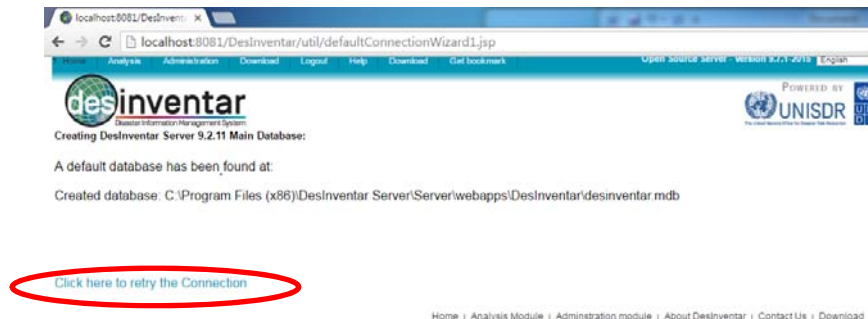 localhost:8081/DesInvent
localhost:8081/DesInventar/util/defaultConnectionWizard1.jsp
Home Analysis Administration Download Logout Help Download Get bookmark Open Source Server - Version 9.7.1-2015 English
desinventar
Disaster Information Management System
POWERED BY
UNISDR
Creating DesInventar Server 9.2.11 Main Database:
A default database has been found at:
Created database: C:\Program Files (x86)\DesInventar Server\Server\webapps\DesInventar\desinventar.mdb
Click here to retry the Connection
Home | Analysis Module | Adminstration module | About DesInventar | Contact Us | Download